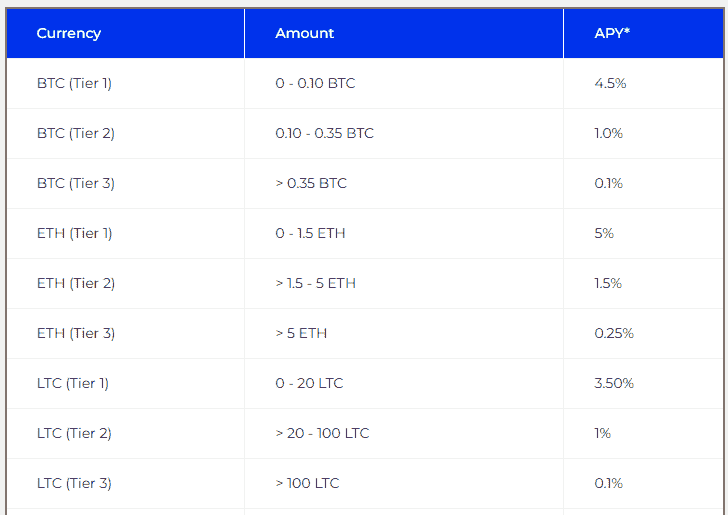 Currency Amount APY*
BTC (Tier 1) 0 - 0.10 BTC 4.5%
BTC (Tier 2) 0.10 - 0.35 BTC 1.0%
BTC (Tier 3) > 0.35 BTC 0.1%
ETH (Tier 1) 0 - 1.5 ETH 5%
ETH (Tier 2) > 1.5 - 5 ETH 1.5%
ETH (Tier 3) > 5 ETH 0.25%
LTC (Tier 1) 0 - 20 LTC 3.50%
LTC (Tier 2) > 20 - 100 LTC 1%
LTC (Tier 3) > 100 LTC 0.1%